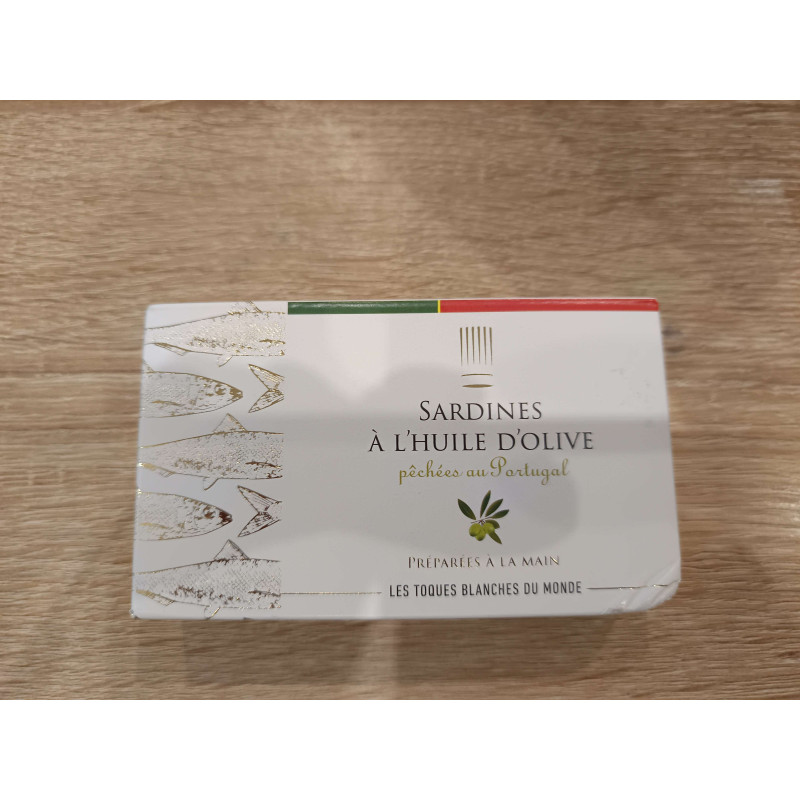 SARDINES
À L'HUILE D'OLIVE
pêchées au Portugal
PRÉPARÉES À LA MAIN
LES TOQUES BLANCHES DU MONDE